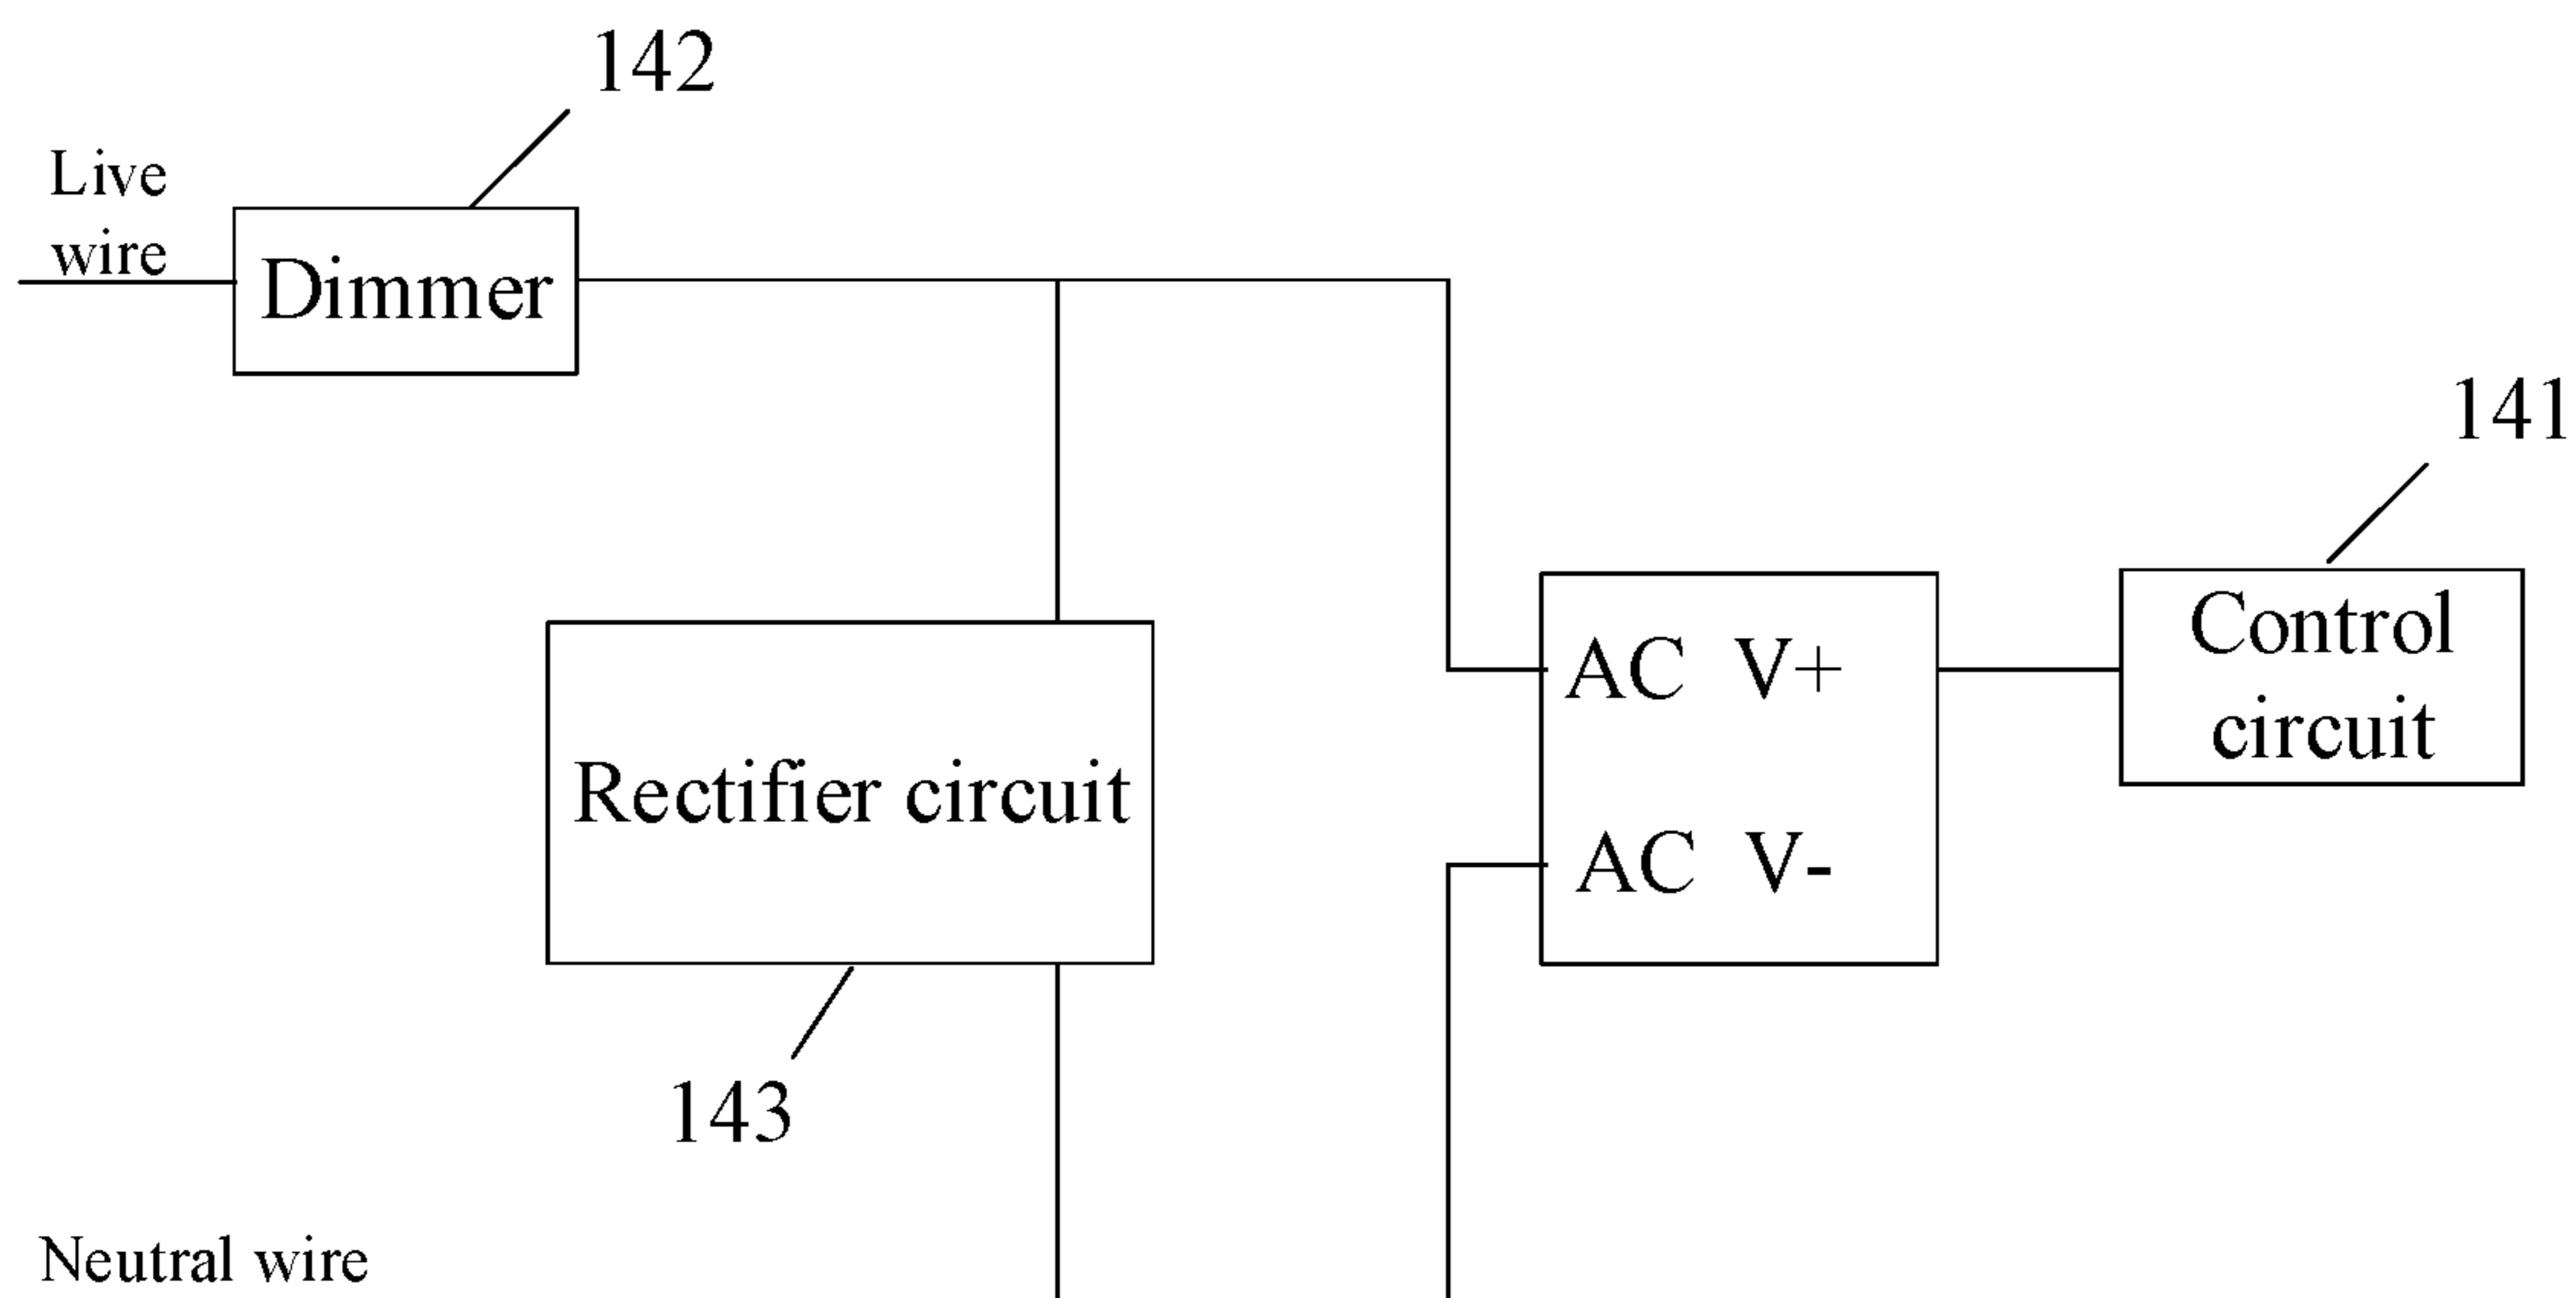 142
Live
wire
Dimmer
141
Control
circuit
AC V+
Rectifier circuit
AC V-
143
Neutral wire